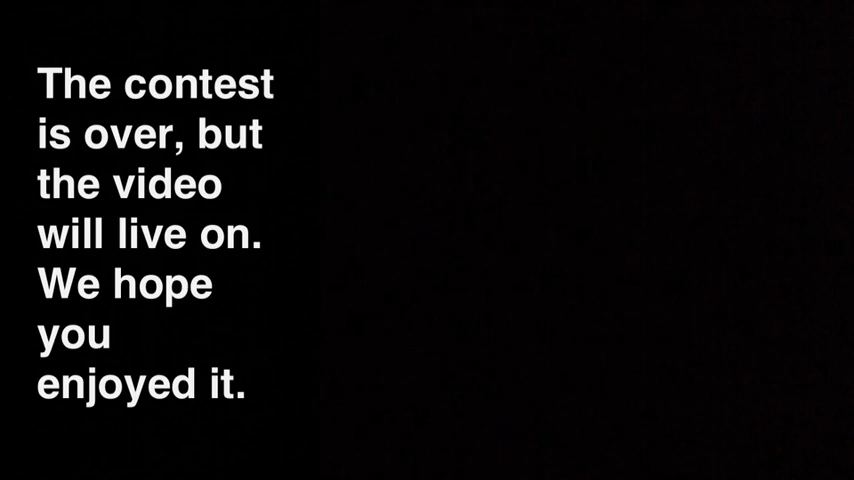 The contest
is over, but
the video
will live on.
We hope
you
enjoyed it.